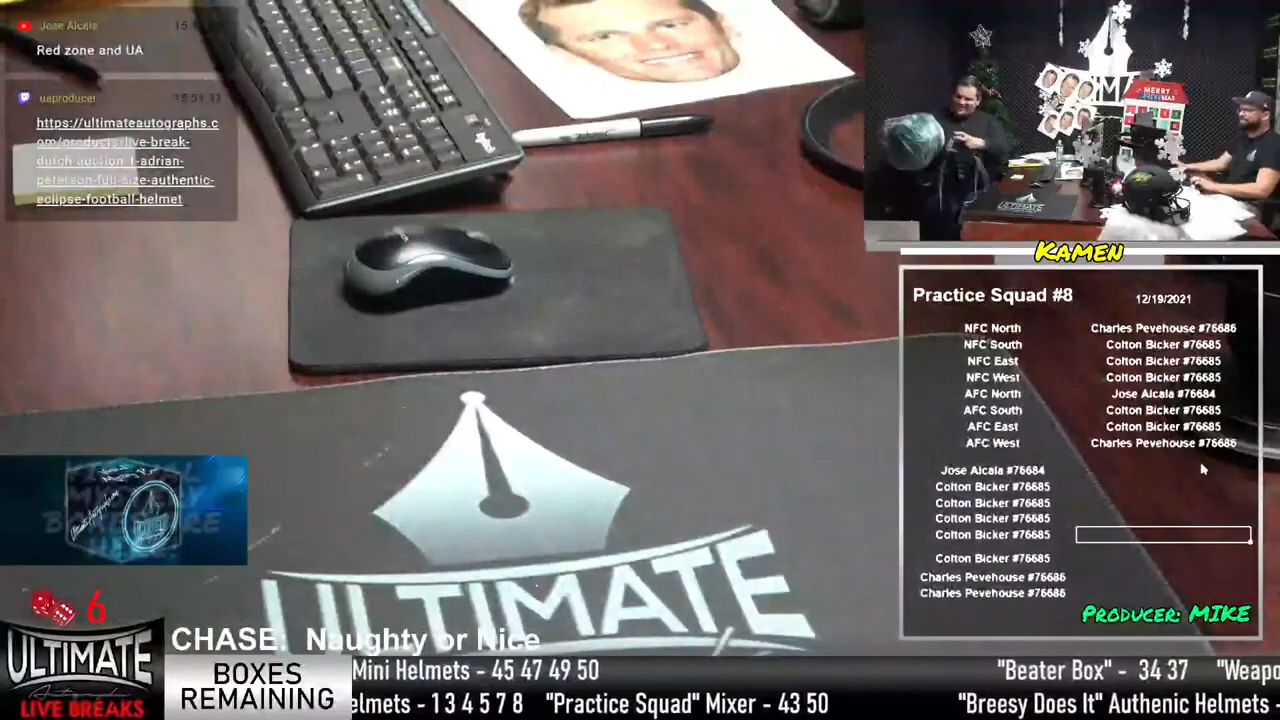 Jose Alcala
Red zone and UA
uaproducer 15:51:11
https://ultimateautographs.c
om/products/live-break-
dutch-auction-1-adrian-
peterson-full-size-authentic-
eclipse-football-helmet
MERRY
ULTIMATE
KAMEN
Practice Squad #8 12/19/2021
NFC North Charles Pevehouse #76686
NFC South Colton Bicker #76685
NFC East Colton Bicker #76685
NFC West Colton Bicker #76685
AFC North Jose Alcala #76684
AFC South Colton Bicker #76685
AFC East Colton Bicker #76685
AFC West Charles Pevehouse #76686
Jose Alcala #76684
Colton Bicker #76685
Colton Bicker #76685
Colton Bicker #76685
Colton Bicker #76685
Colton Bicker #76685
Charles Pevehouse #76686
Charles Pevehouse #76686
PRODUCER: MIKE
ULTIMATE
6
CHASE: Naughty or Nice
ULTIMATE
LIVE BREAKS
BOXES
REMAINING
Mini Helmets - 45 47 49 50 "Beater Box" - 34 37 "Weapo
elmets - 1 3 4 5 7 8 "Practice Squad" Mixer - 43 50 "Breesy Does It" Authenic Helmets -